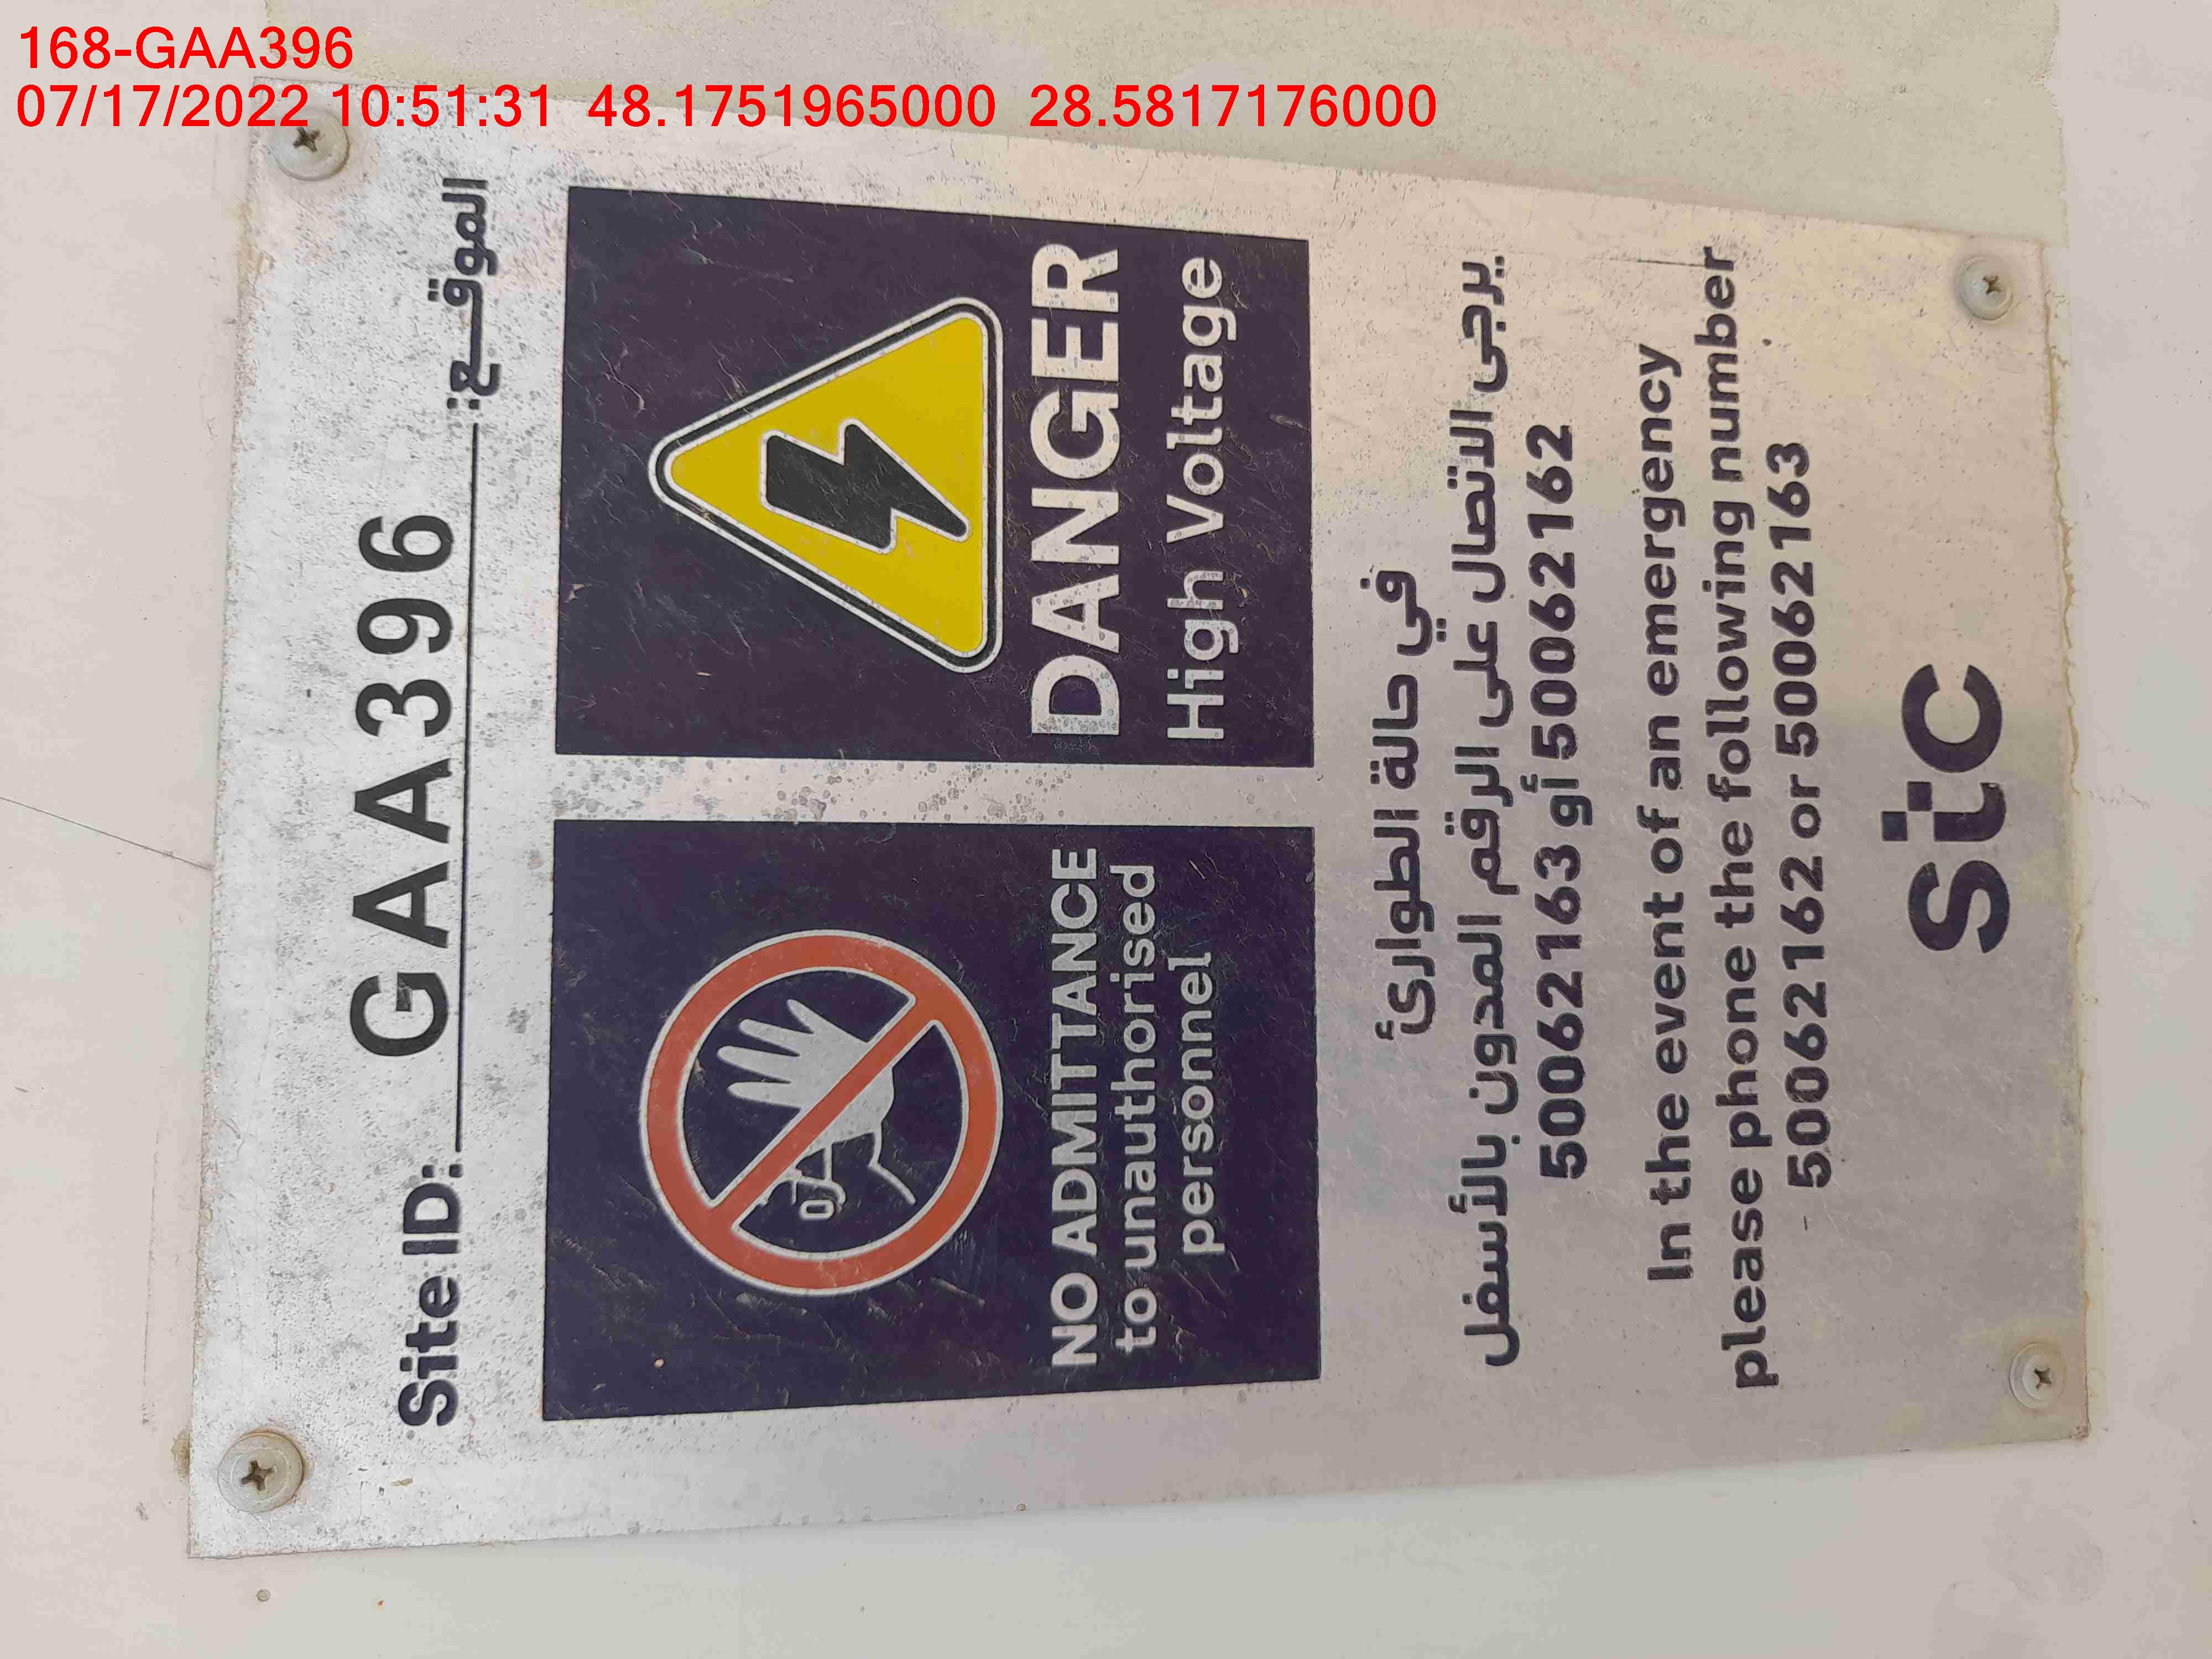 168-GAA396
07/17/2022 10:51:31 48.1751965000 28.5817176000
Site ID: GAA396 الموقـــع:
NO ADMITTANCE
to unauthorised
personnel
DANGER
High Voltage
في حالة الطوارئ
يرجى الاتصال على الرقم المدون بالأسفل
50062163 أو 50062162
In the event of an emergency
please phone the following number
50062162 or 50062163
stc